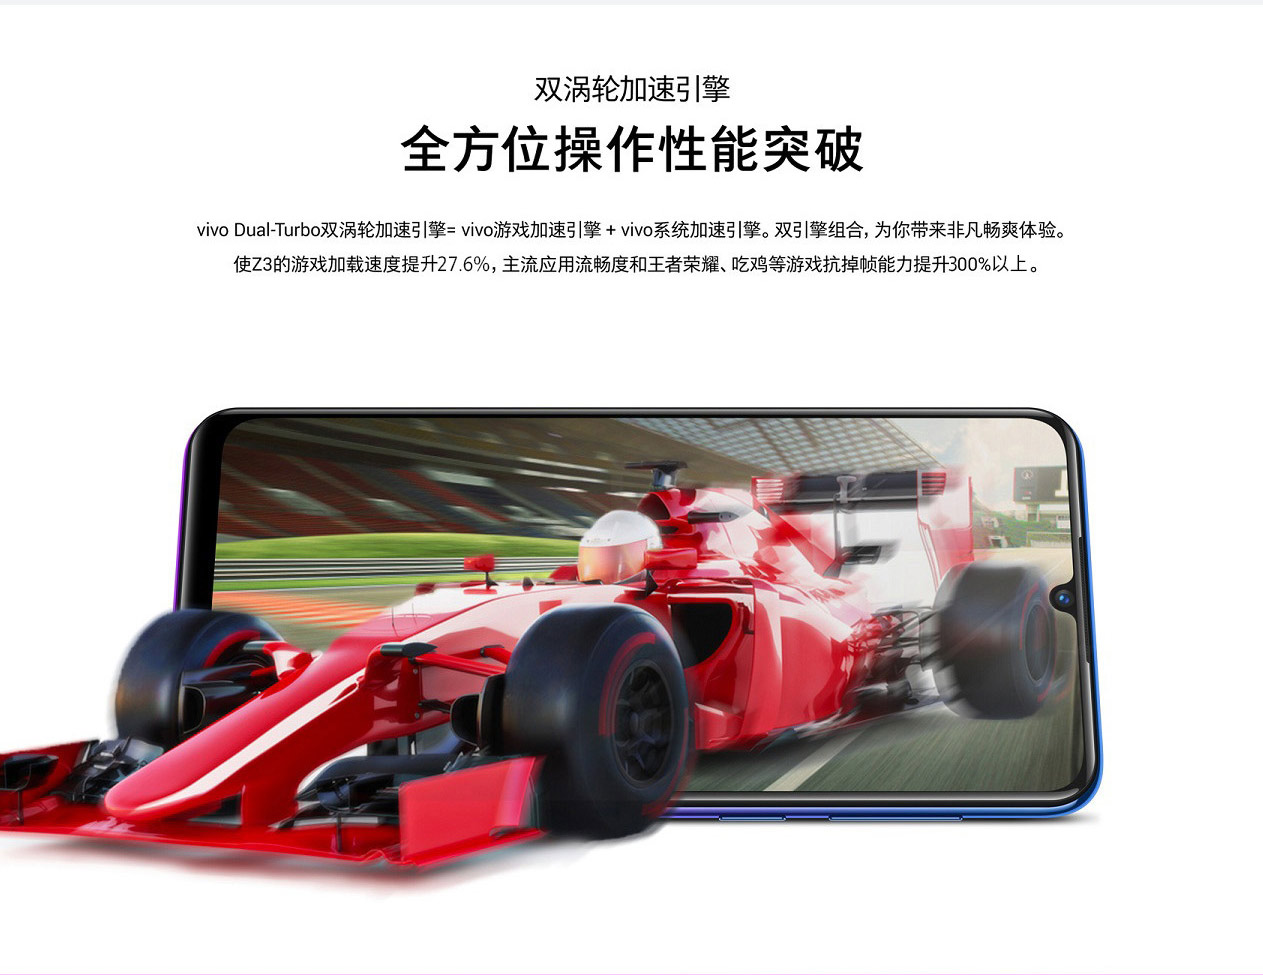 双涡轮加速引擎
全方位操作性能突破
vivo Dual-Turbo双涡轮加速引擎= vivo游戏加速引擎 + vivo系统加速引擎。双引擎组合, 为你带来非凡畅爽体验。
使Z3的游戏加载速度提升27.6%, 主流应用流畅度和王者荣耀、吃鸡等游戏抗掉帧能力提升300%以上。